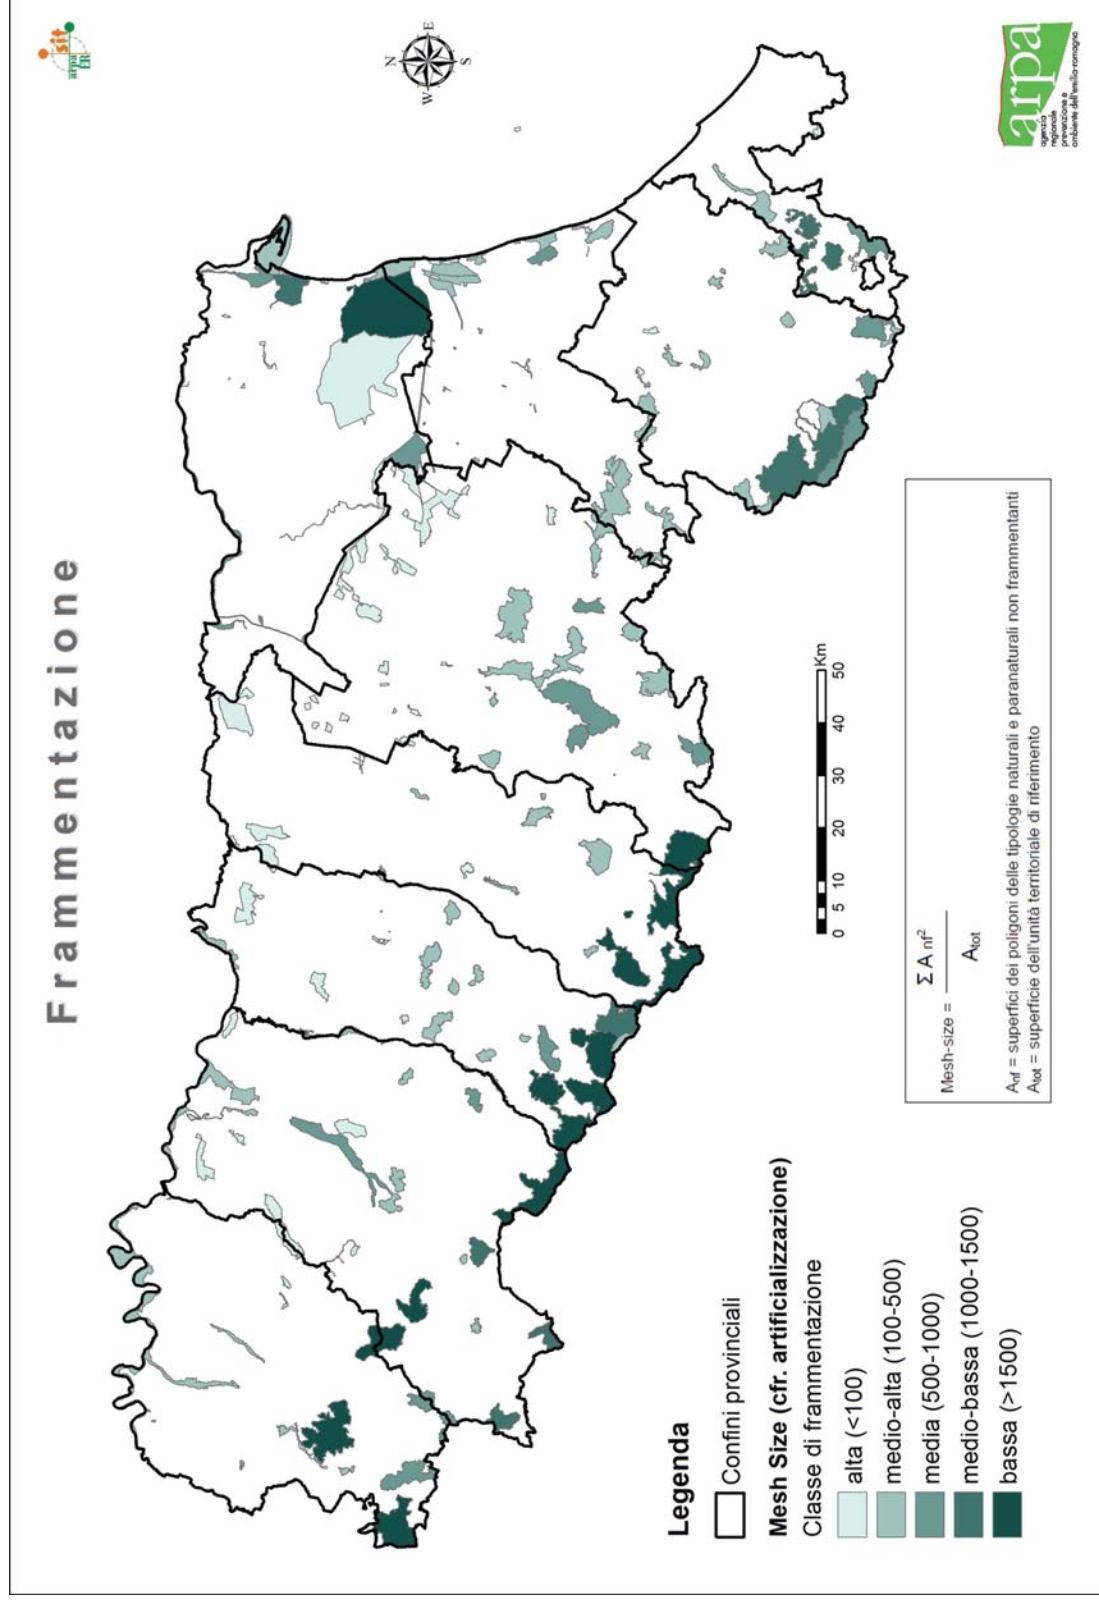 Frammentazione
sit
arpa
ER
N
E
S
W
arpa
agenzia
regionale
prevenzione e
ambiente dell'emilia-romagna
Legenda
Confini provinciali
Mesh Size (cfr. artificializzazione)
Classe di frammentazione
alta (<100)
medio-alta (100-500)
media (500-1000)
medio-bassa (1000-1500)
bassa (>1500)
0 5 10 20 30 40 50 Km
Mesh-size = Σ A nf²
Atot
Anf = superfici dei poligoni delle tipologie naturali e paranaturali non frammentanti
Atot = superficie dell'unità territoriale di riferimento